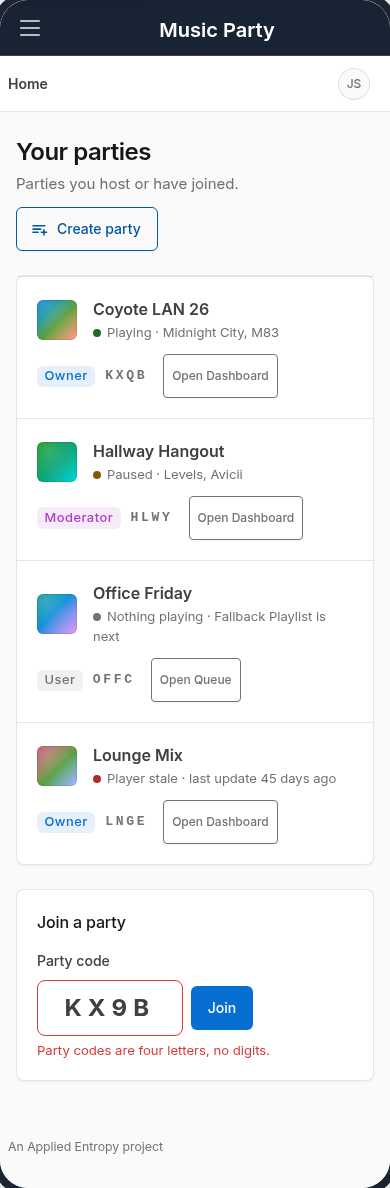 Music Party
Home
JS
Your parties
Parties you host or have joined.
Create party
Coyote LAN 26
Playing · Midnight City, M83
Owner KXQB Open Dashboard
Hallway Hangout
Paused · Levels, Avicii
Moderator HLWY Open Dashboard
Office Friday
Nothing playing · Fallback Playlist is
next
User OFFC Open Queue
Lounge Mix
Player stale · last update 45 days ago
Owner LNGE Open Dashboard
Join a party
Party code
KX9B Join
Party codes are four letters, no digits.
An Applied Entropy project